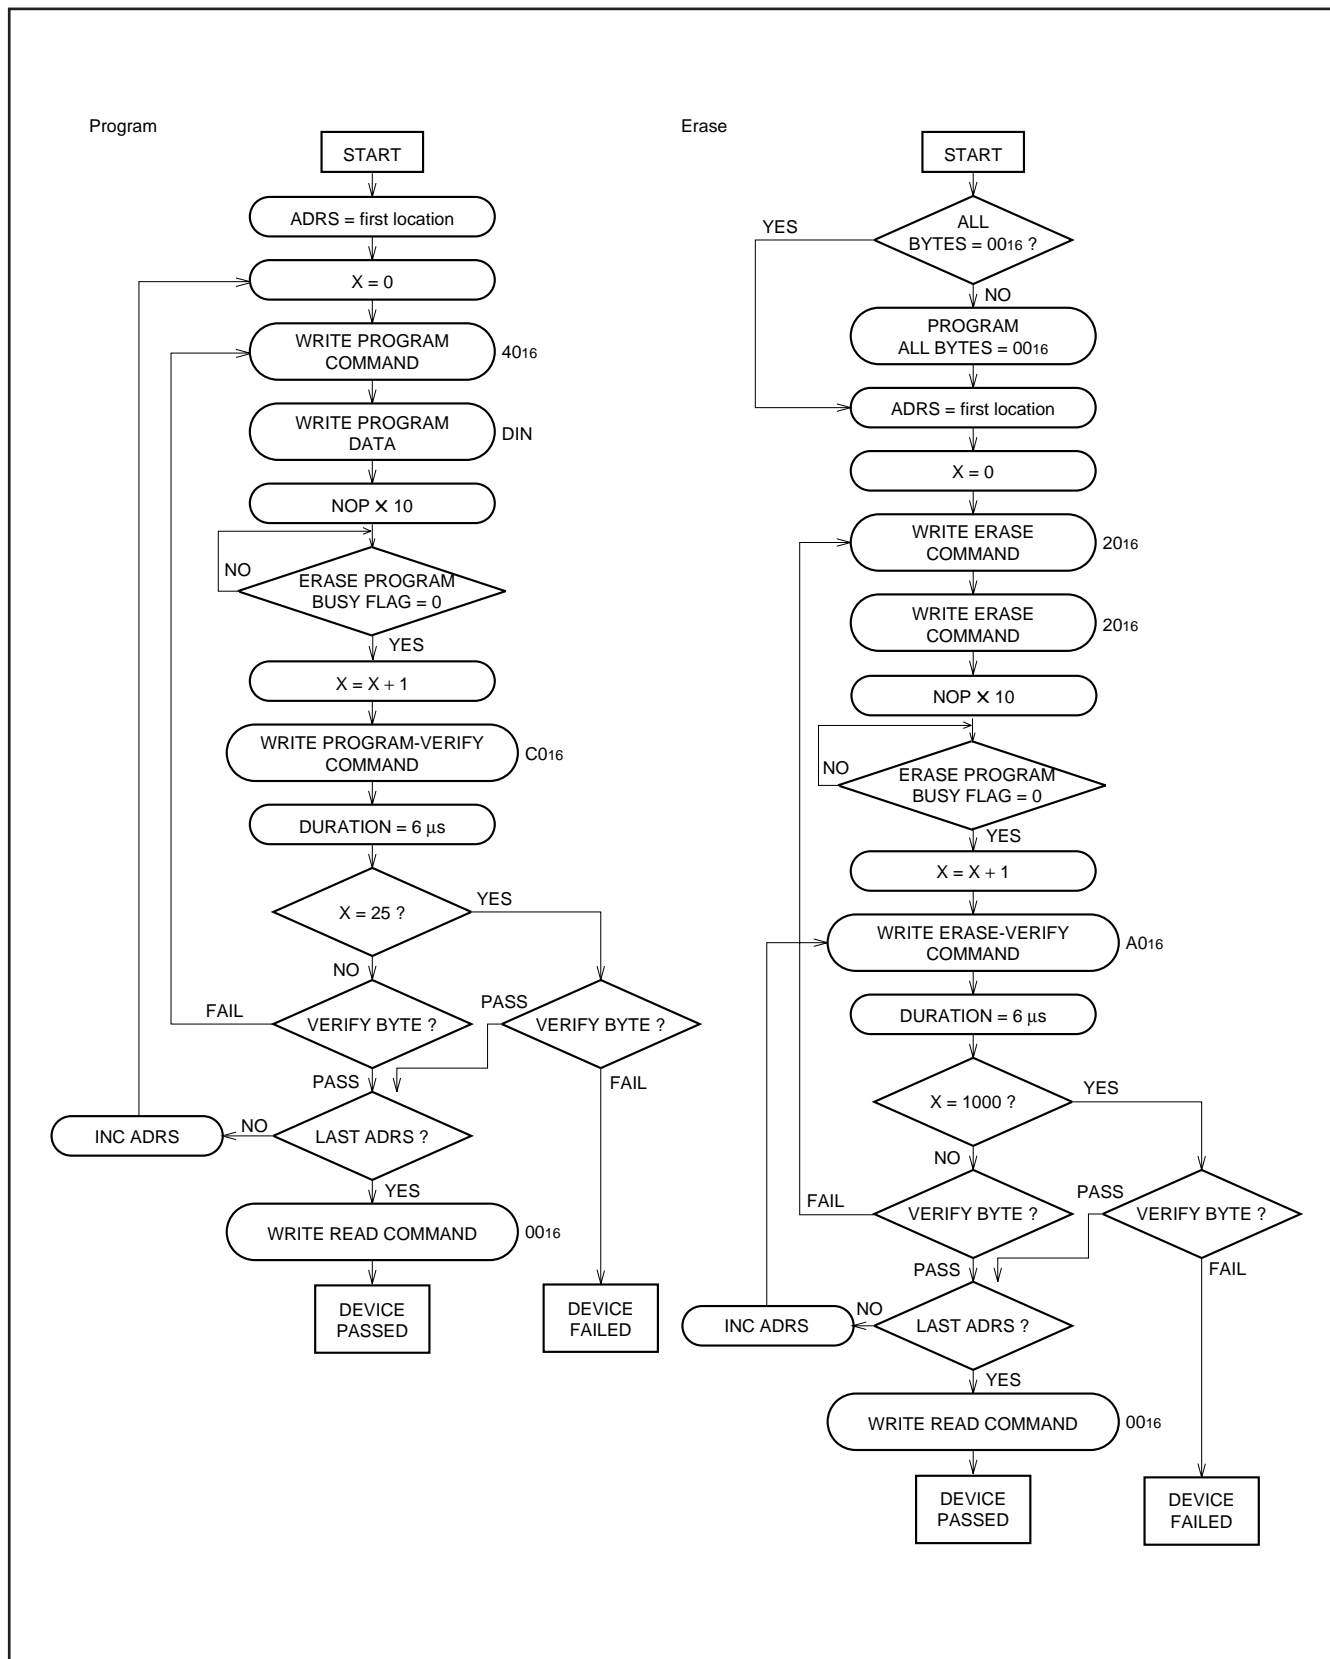 Program
START
ADRS = first location
X = 0
WRITE PROGRAM
COMMAND
4016
WRITE PROGRAM
DATA
DIN
NOP × 10
NO
ERASE PROGRAM
BUSY FLAG = 0
YES
X = X + 1
WRITE PROGRAM-VERIFY
COMMAND
C016
DURATION = 6 µs
X = 25 ?
YES
NO
FAIL
VERIFY BYTE ?
PASS
VERIFY BYTE ?
PASS
FAIL
INC ADRS
NO
LAST ADRS ?
YES
WRITE READ COMMAND
0016
DEVICE
PASSED
DEVICE
FAILED
Erase
START
YES
ALL
BYTES = 0016 ?
NO
PROGRAM
ALL BYTES = 0016
ADRS = first location
X = 0
WRITE ERASE
COMMAND
2016
WRITE ERASE
COMMAND
2016
NOP × 10
NO
ERASE PROGRAM
BUSY FLAG = 0
YES
X = X + 1
WRITE ERASE-VERIFY
COMMAND
A016
DURATION = 6 µs
X = 1000 ?
YES
NO
FAIL
VERIFY BYTE ?
PASS
VERIFY BYTE ?
PASS
FAIL
INC ADRS
NO
LAST ADRS ?
YES
WRITE READ COMMAND
0016
DEVICE
PASSED
DEVICE
FAILED